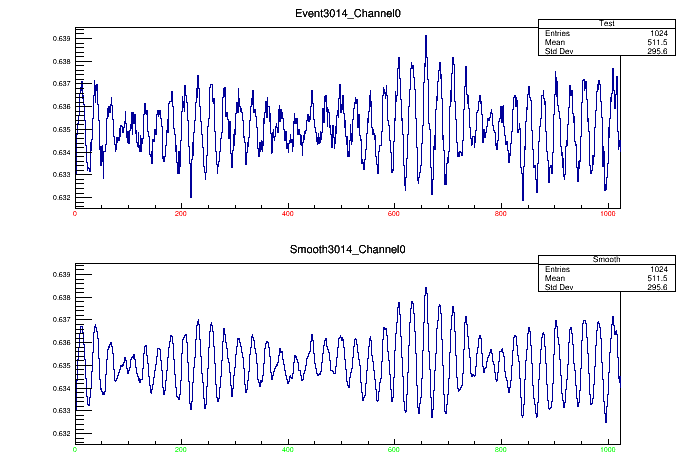 Event3014_Channel0
Test
Entries 1024
Mean 511.5
Std Dev 295.6
0.639
0.638
0.637
0.636
0.635
0.634
0.633
0.632
0 200 400 600 800 1000
Smooth3014_Channel0
Smooth
Entries 1024
Mean 511.5
Std Dev 295.6
0.639
0.638
0.637
0.636
0.635
0.634
0.633
0.632
0 200 400 600 800 1000